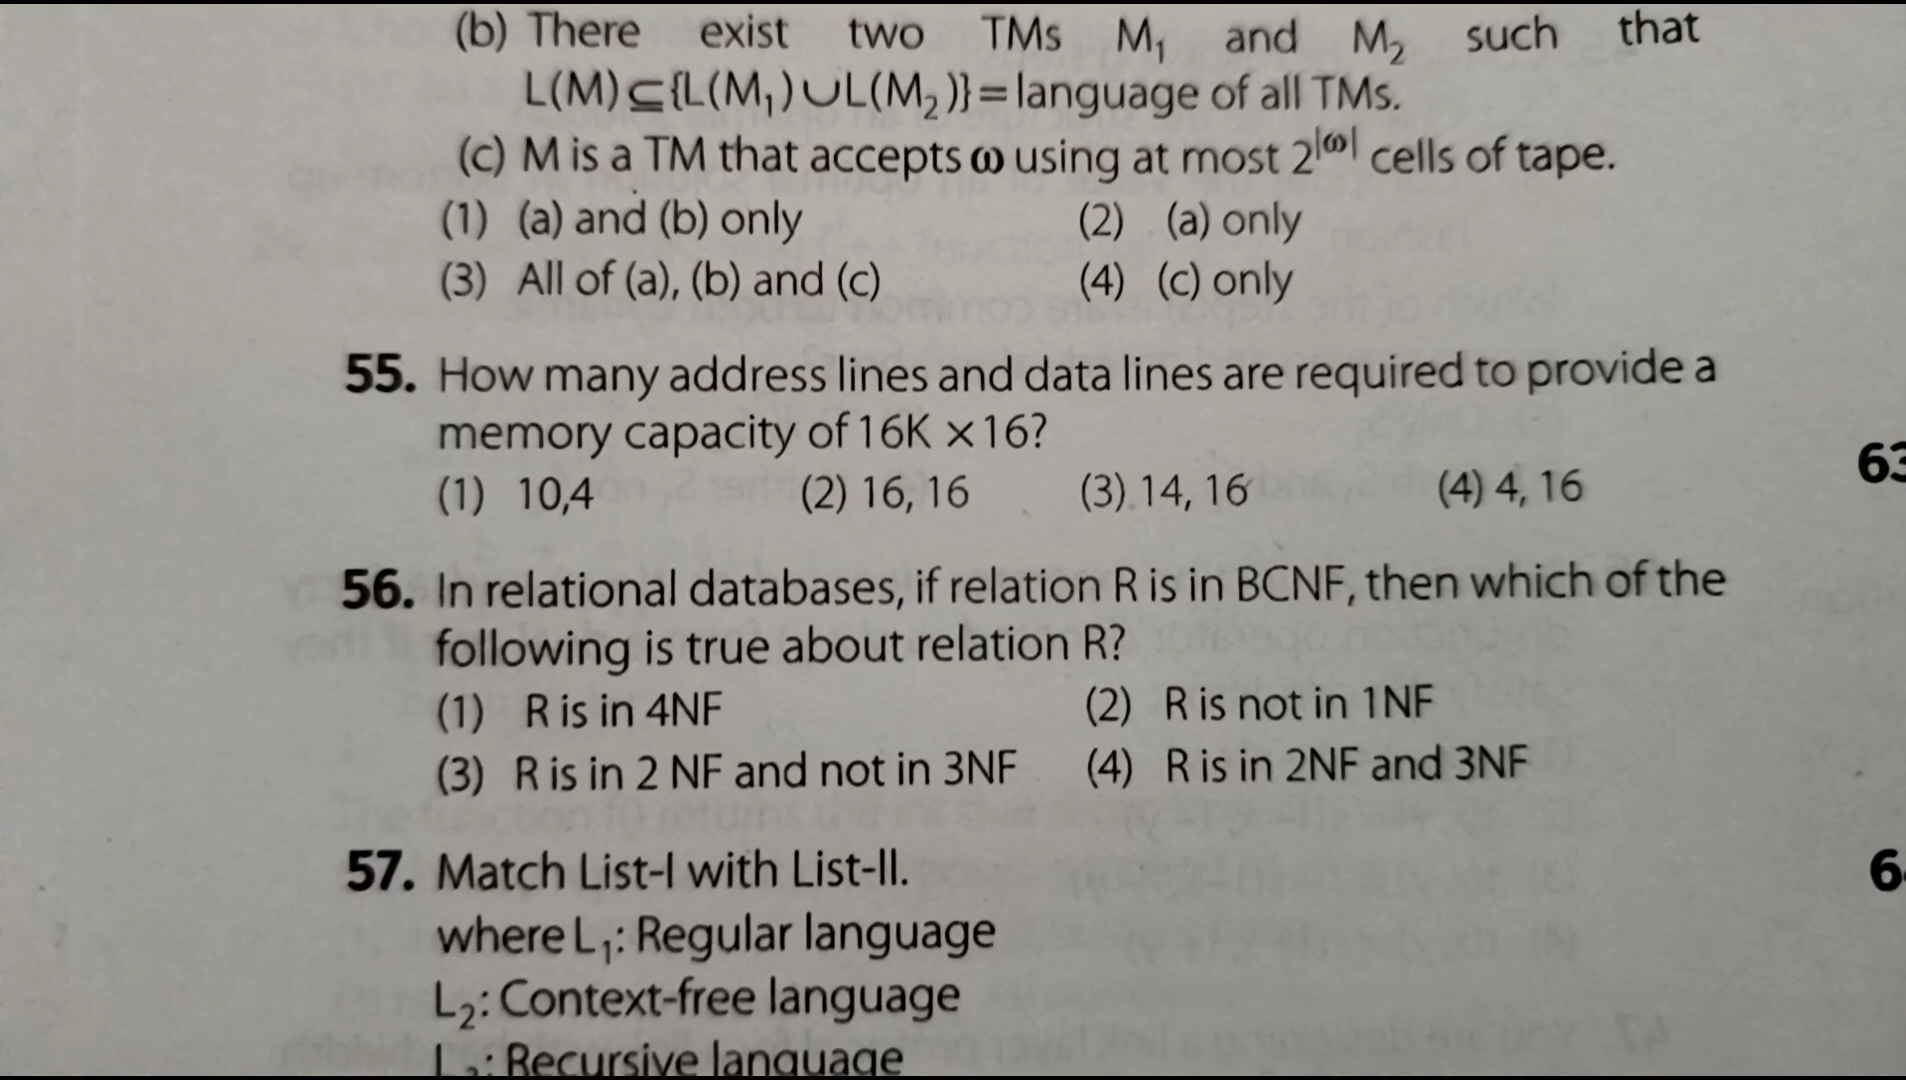 (b) There exist two TMs M₁ and M₂ such that
L(M)⊆{L(M₁)∪L(M₂)}=language of all TMs.
(c) M is a TM that accepts ω using at most 2^|ω| cells of tape.
(1) (a) and (b) only (2) (a) only
(3) All of (a), (b) and (c) (4) (c) only
55. How many address lines and data lines are required to provide a
memory capacity of 16K ×16?
(1) 10,4 (2) 16, 16 (3) 14, 16 (4) 4, 16
56. In relational databases, if relation R is in BCNF, then which of the
following is true about relation R?
(1) R is in 4NF (2) R is not in 1NF
(3) R is in 2 NF and not in 3NF (4) R is in 2NF and 3NF
57. Match List-I with List-II.
where L₁: Regular language
L₂: Context-free language
L₃: Recursive language
63